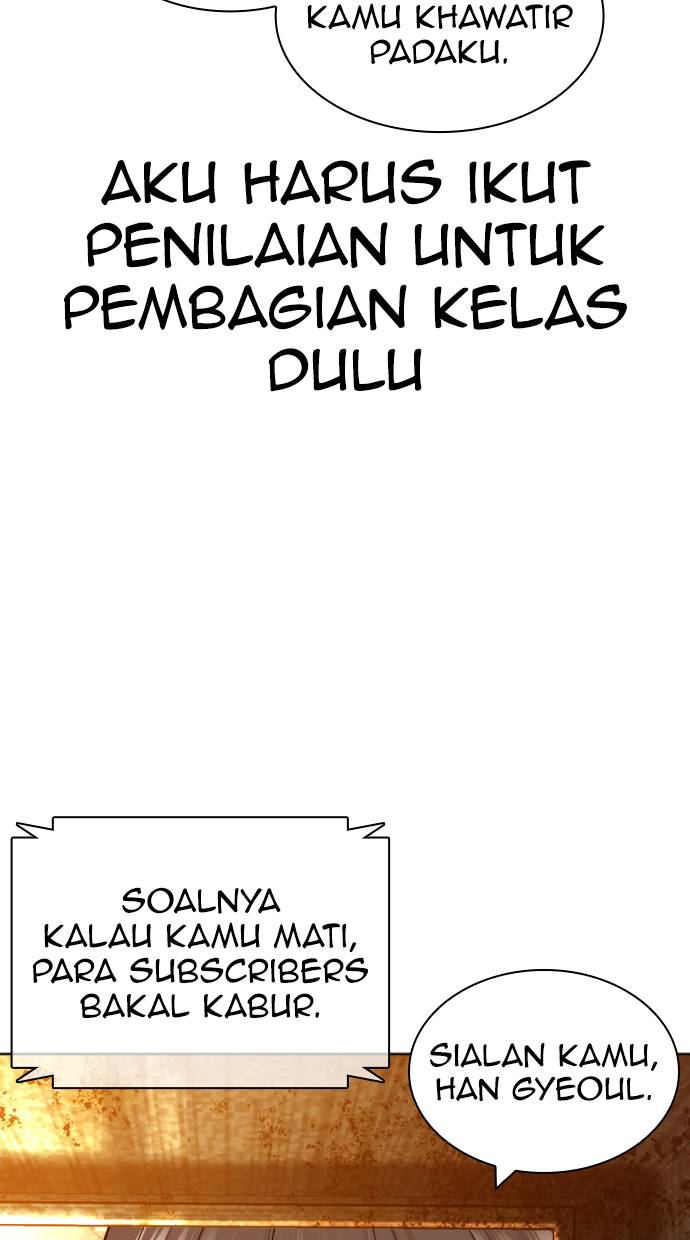 KAMU KHAWATIR
PADAKU.
AKU HARUS IKUT
PENILAIAN UNTUK
PEMBAGIAN KELAS
DULU
SOALNYA
KALAU KAMU MATI,
PARA SUBSCRIBERS
BAKAL KABUR.
SIALAN KAMU,
HAN GYEOUL.